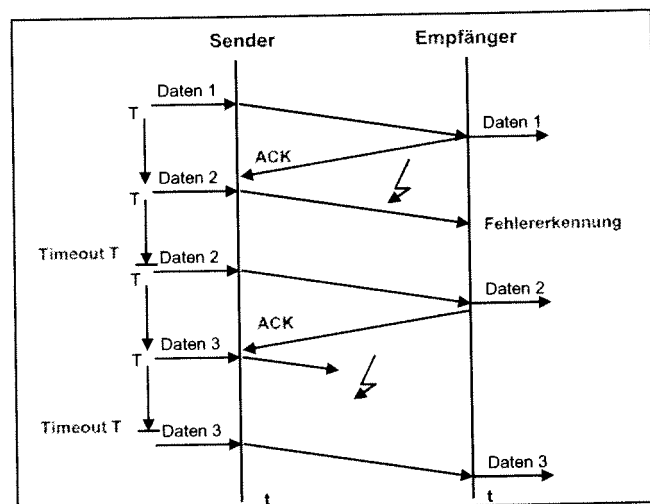 Sender Empfänger
Daten 1 Daten 1
T
ACK
Daten 2
T
Fehlererkennung
Timeout T Daten 2
T
Daten 2
ACK
Daten 3
T
Timeout T Daten 3
Daten 3
t t